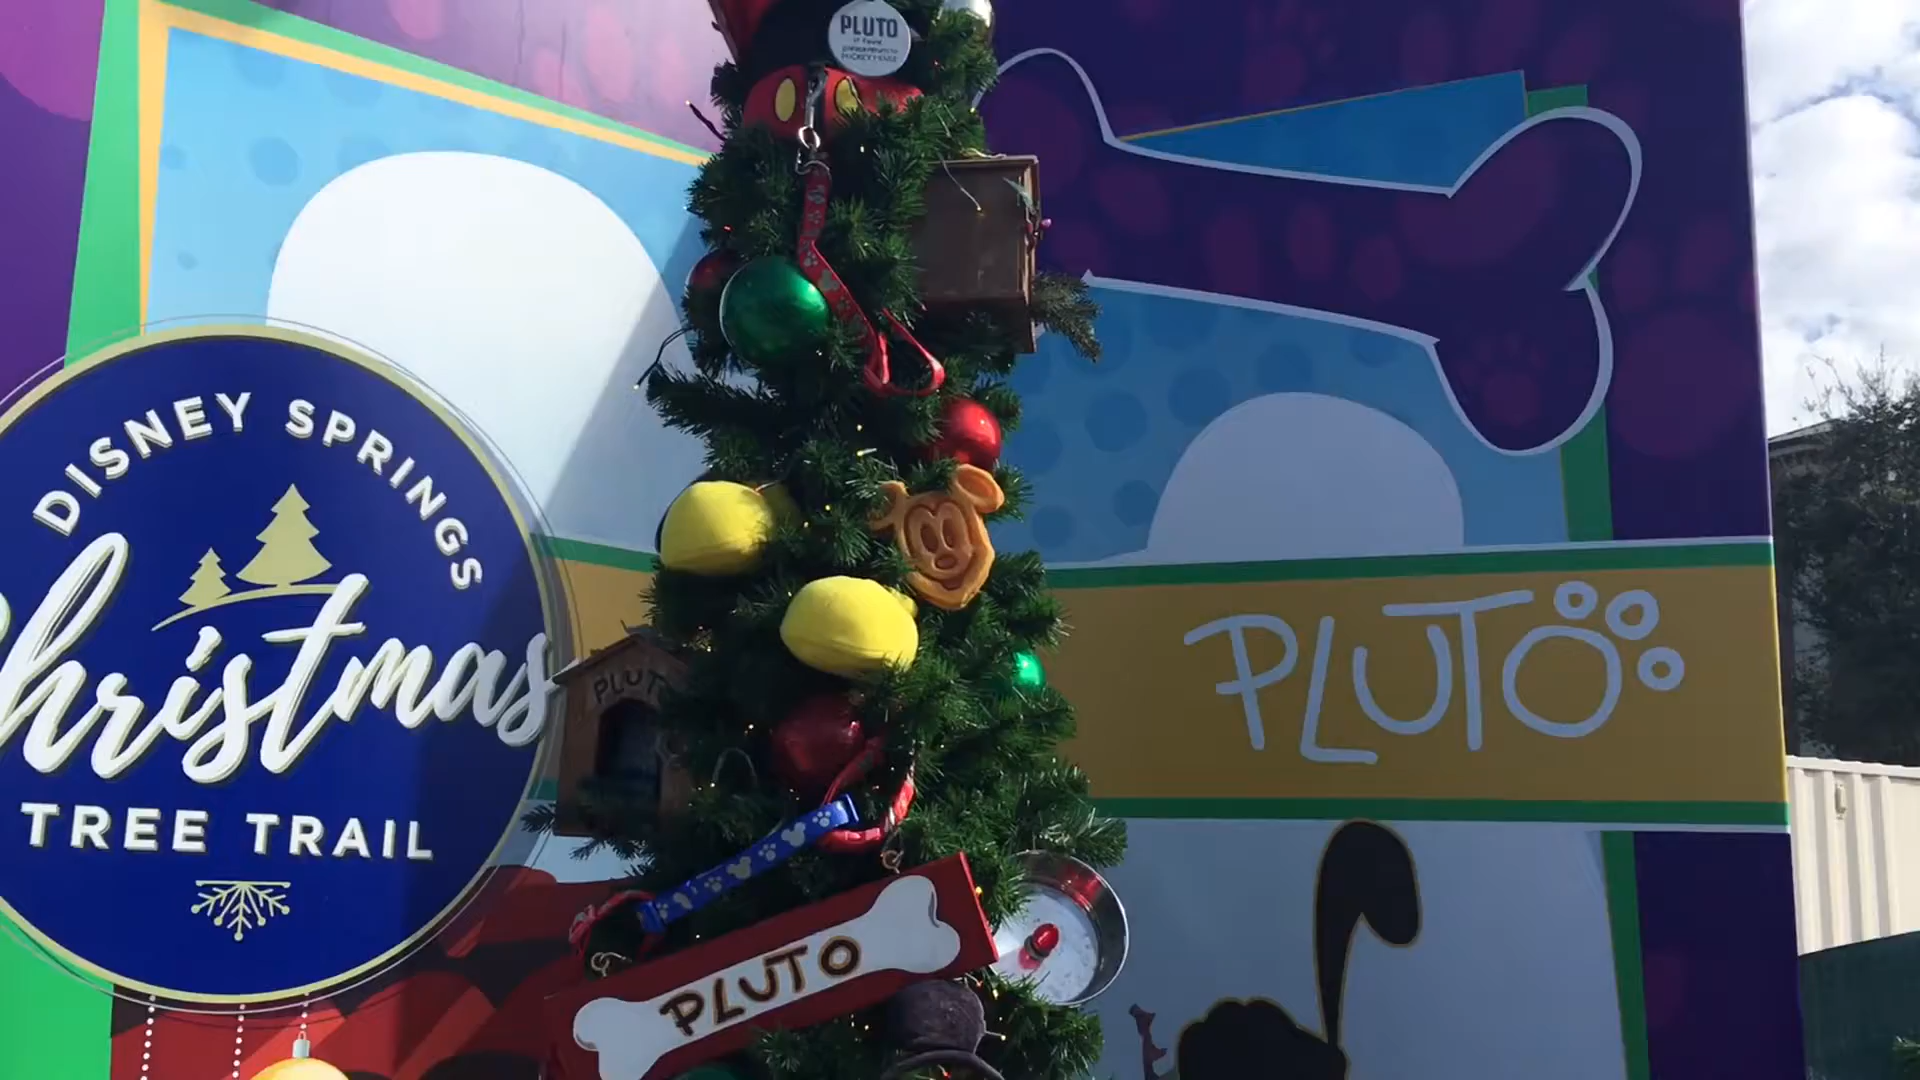 PLUTO
DISNEY SPRINGS
Christmas
TREE TRAIL
PLUTO
PLUTO